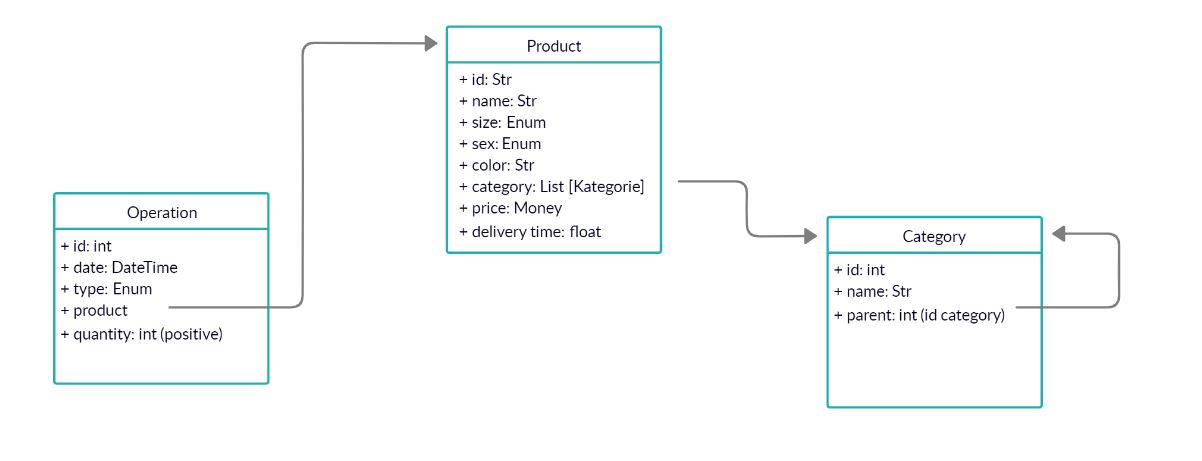 Product
+ id: Str
+ name: Str
+ size: Enum
+ sex: Enum
+ color: Str
+ category: List [Kategorie]
+ price: Money
+ delivery time: float
Operation
+ id: int
+ date: DateTime
+ type: Enum
+ product
+ quantity: int (positive)
Category
+ id: int
+ name: Str
+ parent: int (id category)